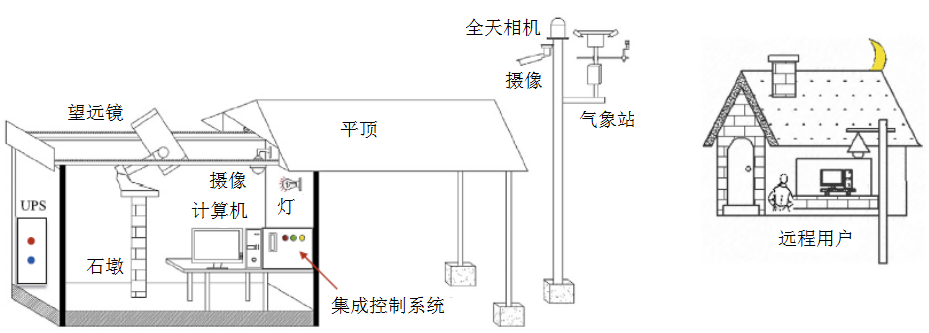 全天相机
摄像
气象站
望远镜
平顶
摄像
UPS
计算机
灯
石墩
集成控制系统
远程用户